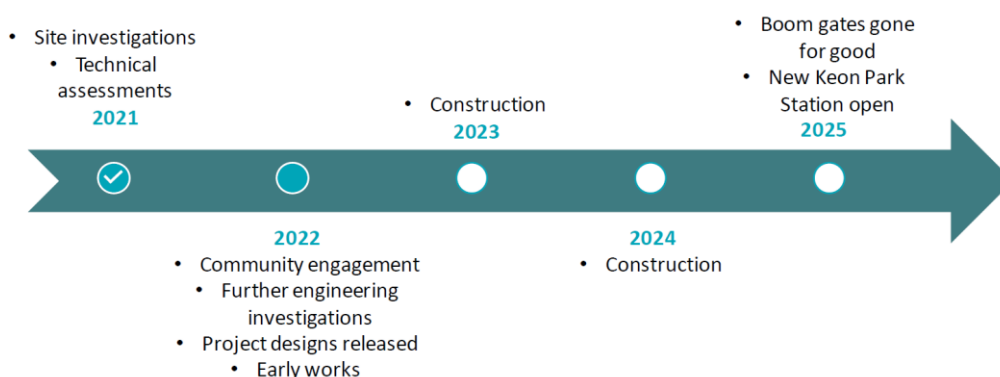 • Site investigations
• Technical
assessments
2021
• Community engagement
• Further engineering
investigations
• Project designs released
• Early works
2022
• Construction
2023
2024
• Construction
• Boom gates gone
for good
• New Keon Park
Station open
2025